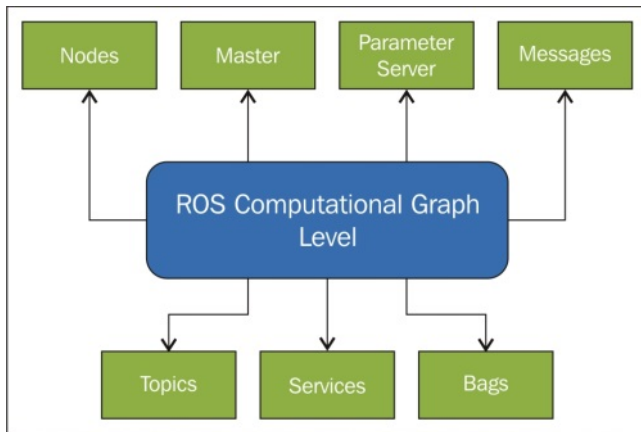 Nodes
Master
Parameter
Server
Messages
ROS Computational Graph
Level
Topics
Services
Bags